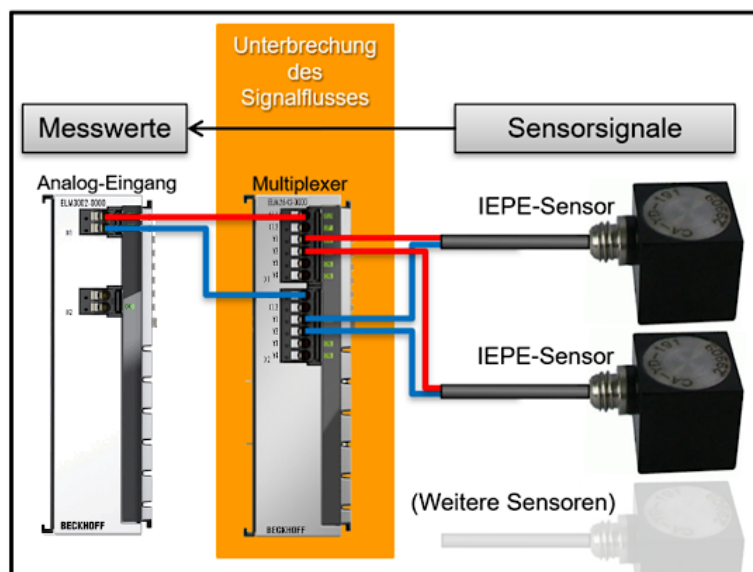 Unterbrechung
des
Signalflusses
Messwerte
Sensorsignale
Analog-Eingang
Multiplexer
IEPE-Sensor
IEPE-Sensor
(Weitere Sensoren)
BECKHOFF
BECKHOFF